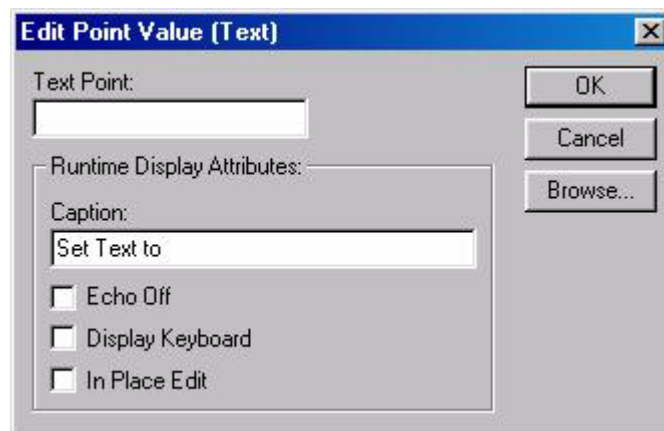 Edit Point Value (Text)
Text Point:
OK
Cancel
Browse...
Runtime Display Attributes:
Caption:
Set Text to
Echo Off
Display Keyboard
In Place Edit